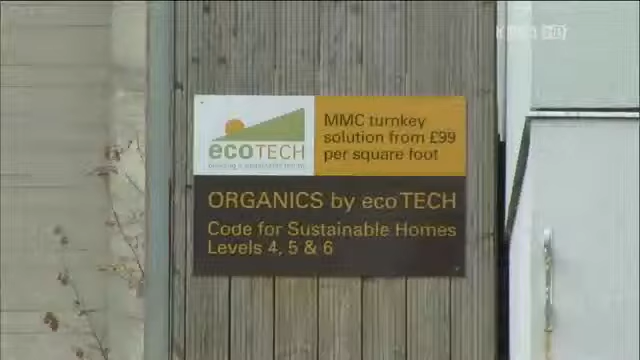 ecoTECH
MMC turnkey
solution from £99
per square foot
ORGANICS by ecoTECH
Code for Sustainable Homes
Levels 4, 5 & 6